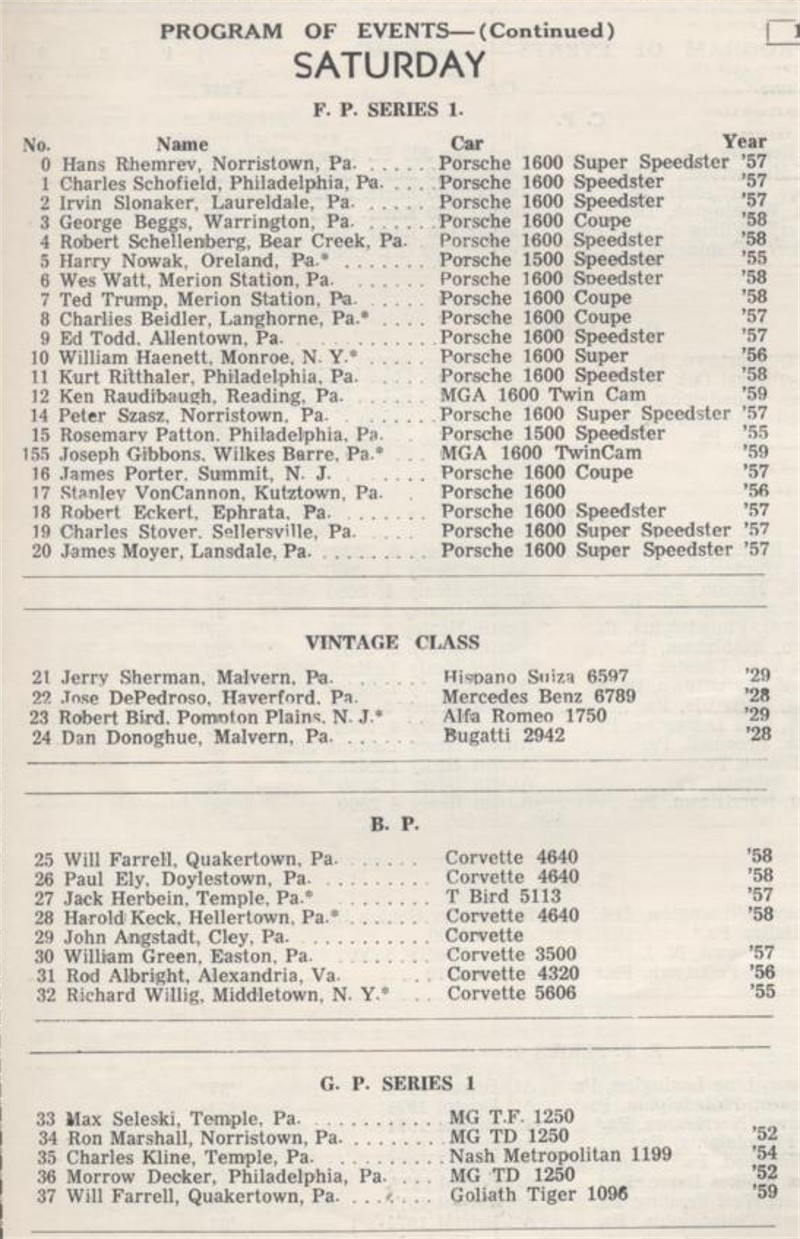 PROGRAM OF EVENTS—(Continued)
1
SATURDAY
F. P. SERIES 1.
No. Name Car Year
0 Hans Rhemrev, Norristown, Pa. ..... Porsche 1600 Super Speedster '57
1 Charles Schofield, Philadelphia, Pa. .... Porsche 1600 Speedster '57
2 Irvin Slonaker, Laureldale, Pa. ..... Porsche 1600 Speedster '57
3 George Beggs, Warrington, Pa. ...... Porsche 1600 Coupe '58
4 Robert Schellenberg, Bear Creek, Pa. . Porsche 1600 Speedster '58
5 Harry Nowak, Oreland, Pa.* ....... Porsche 1500 Speedster '55
6 Wes Watt, Merion Station, Pa. ...... Porsche 1600 Speedster '58
7 Ted Trump, Merion Station, Pa. ..... Porsche 1600 Coupe '58
8 Charlies Beidler, Langhorne, Pa.* .... Porsche 1600 Coupe '57
9 Ed Todd, Allentown, Pa. .......... Porsche 1600 Speedster '57
10 William Haenett, Monroe, N. Y.* ..... Porsche 1600 Super '56
11 Kurt Ritthaler, Philadelphia, Pa. .... Porsche 1600 Speedster '58
12 Ken Raudibaugh, Reading, Pa. ..... MGA 1600 Twin Cam '59
14 Peter Szasz, Norristown, Pa. ....... Porsche 1600 Super Speedster '57
15 Rosemary Patton, Philadelphia, Pa. . Porsche 1500 Speedster '55
155 Joseph Gibbons, Wilkes Barre, Pa.* ... MGA 1600 TwinCam '59
16 James Porter, Summit, N. J. .... Porsche 1600 Coupe '57
17 Stanley VonCannon, Kutztown, Pa. . Porsche 1600 '56
18 Robert Eckert, Ephrata, Pa. ....... Porsche 1600 Speedster '57
19 Charles Stover, Sellersville, Pa. .... Porsche 1600 Super Speedster '57
20 James Moyer, Lansdale, Pa. ......... Porsche 1600 Super Speedster '57
VINTAGE CLASS
21 Jerry Sherman, Malvern, Pa. ...... Hispano Suiza 6597 '29
22 Jose DePedroso, Haverford, Pa. .... Mercedes Benz 6789 '28
23 Robert Bird, Pompton Plains, N. J.* .. Alfa Romeo 1750 '29
24 Dan Donoghue, Malvern, Pa. ...... Bugatti 2942 '28
B. P.
25 Will Farrell, Quakertown, Pa. ...... Corvette 4640 '58
26 Paul Ely, Doylestown, Pa. ......... Corvette 4640 '58
27 Jack Herbein, Temple, Pa.* ........ T Bird 5113 '57
28 Harold Keck, Hellertown, Pa.* ....... Corvette 4640 '58
29 John Angstadt, Cley, Pa. .......... Corvette
30 William Green, Easton, Pa. ........ Corvette 3500 '57
31 Rod Albright, Alexandria, Va. ... Corvette 4320 '56
32 Richard Willig, Middletown, N. Y.* .. Corvette 5606 '55
G. P. SERIES 1
33 Max Seleski, Temple, Pa. .......... MG T.F. 1250
34 Ron Marshall, Norristown, Pa. ........ MG TD 1250 '52
35 Charles Kline, Temple, Pa. ......... Nash Metropolitan 1199 '54
36 Morrow Decker, Philadelphia, Pa. ... MG TD 1250 '52
37 Will Farrell, Quakertown, Pa. ....... Goliath Tiger 1096 '59